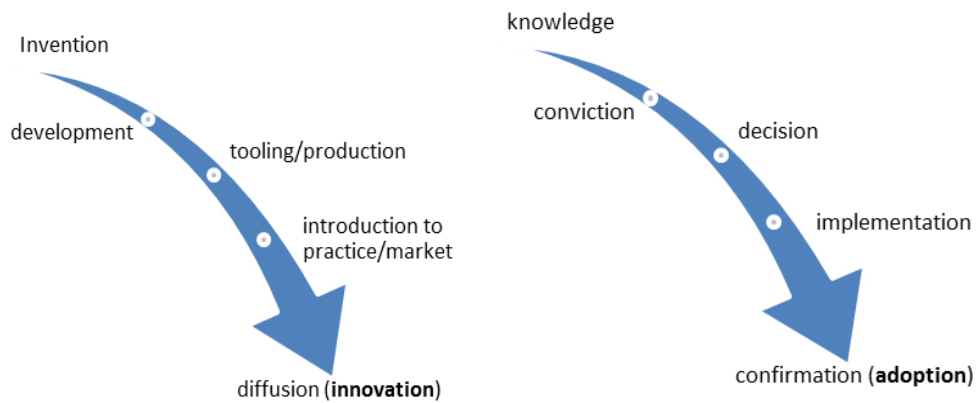 Invention
development
tooling/production
introduction to
practice/market
diffusion (innovation)
knowledge
conviction
decision
implementation
confirmation (adoption)